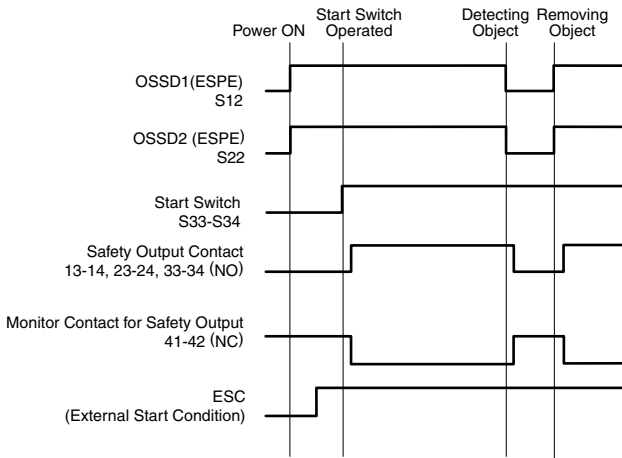 Power ON
Start Switch
Operated
Detecting
Object
Removing
Object
OSSD1(ESPE)
S12
OSSD2 (ESPE)
S22
Start Switch
S33-S34
Safety Output Contact
13-14, 23-24, 33-34 (NO)
Monitor Contact for Safety Output
41-42 (NC)
ESC
(External Start Condition)